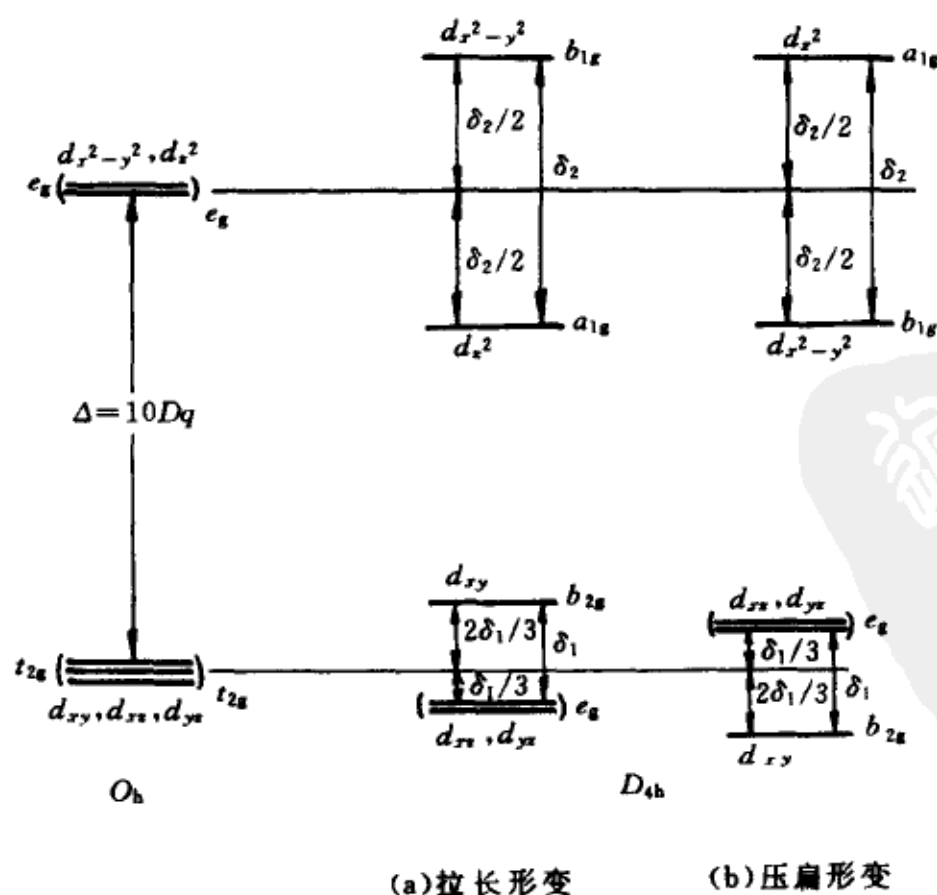 d_{x²-y²} b_{1g} d_{z²} a_{1g}
δ₂/2 δ₂ δ₂/2 δ₂
d_{x²-y²}, d_{z²}
e_g ( ) e_g
δ₂/2 δ₂/2
d_{z²} a_{1g} d_{x²-y²} b_{1g}
Δ=10Dq
d_{xy} b_{2g} d_{xz}, d_{yz} e_g
2δ₁/3 δ₁ δ₁/3
t_{2g} ( ) t_{2g} δ₁/3 2δ₁/3 δ₁
d_{xy}, d_{xz}, d_{yz} ( ) e_g
d_{xz}, d_{yz} d_{xy} b_{2g}
O_h D_{4h}
(a)拉长形变 (b)压扁形变